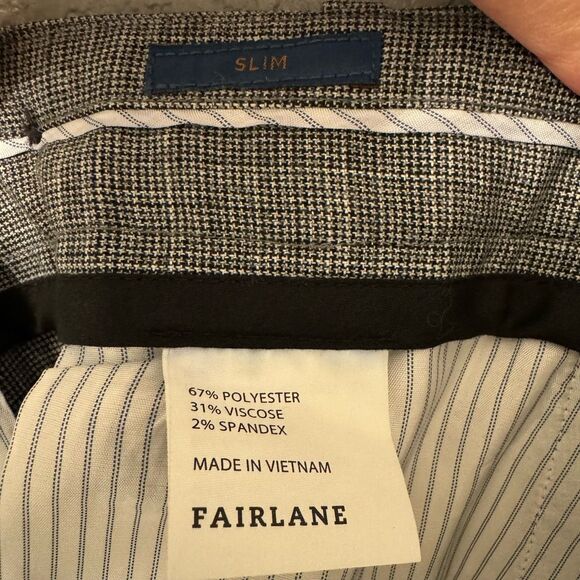 SLIM
67% POLYESTER
31% VISCOSE
2% SPANDEX
MADE IN VIETNAM
FAIRLANE